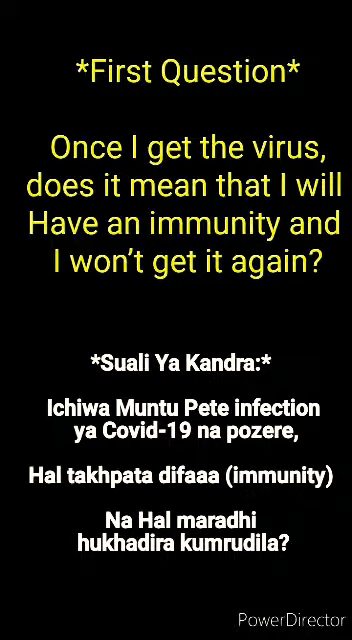 *First Question*
Once I get the virus,
does it mean that I will
Have an immunity and
I won’t get it again?
*Suali Ya Kandra:*
Ichiwa Muntu Pete infection
ya Covid-19 na pozere,
Hal takhpata difaaa (immunity)
Na Hal maradhi
hukhadira kumrudila?
PowerDirector